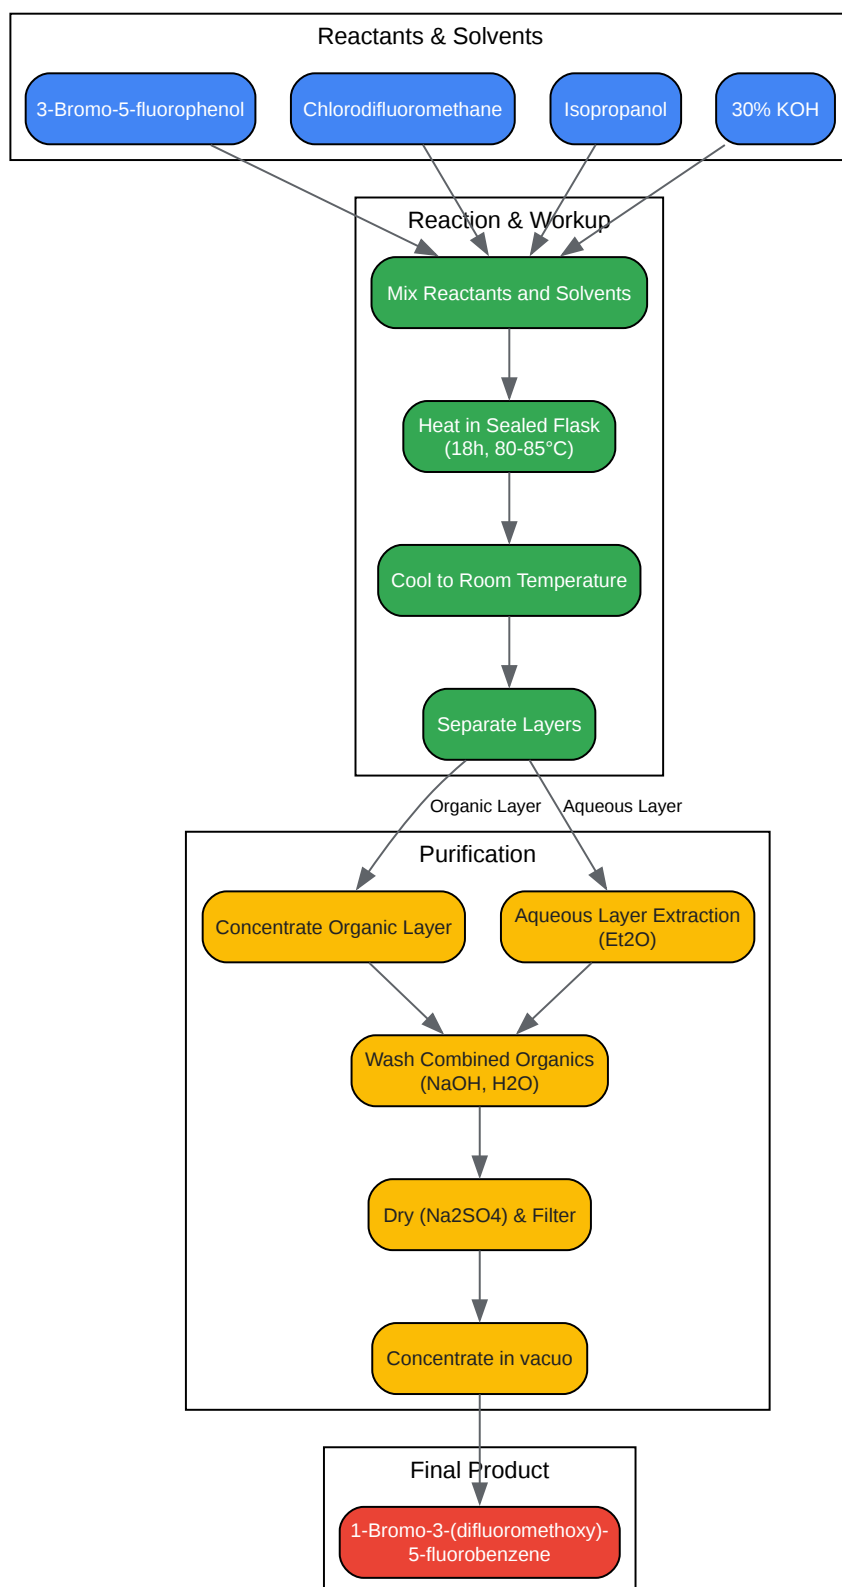 Reactants & Solvents
3-Bromo-5-fluorophenol
Chlorodifluoromethane
Isopropanol
30% KOH
Reaction & Workup
Mix Reactants and Solvents
Heat in Sealed Flask
(18h, 80-85°C)
Cool to Room Temperature
Separate Layers
Organic Layer
Aqueous Layer
Purification
Concentrate Organic Layer
Aqueous Layer Extraction
(Et2O)
Wash Combined Organics
(NaOH, H2O)
Dry (Na2SO4) & Filter
Concentrate in vacuo
Final Product
1-Bromo-3-(difluoromethoxy)-
5-fluorobenzene